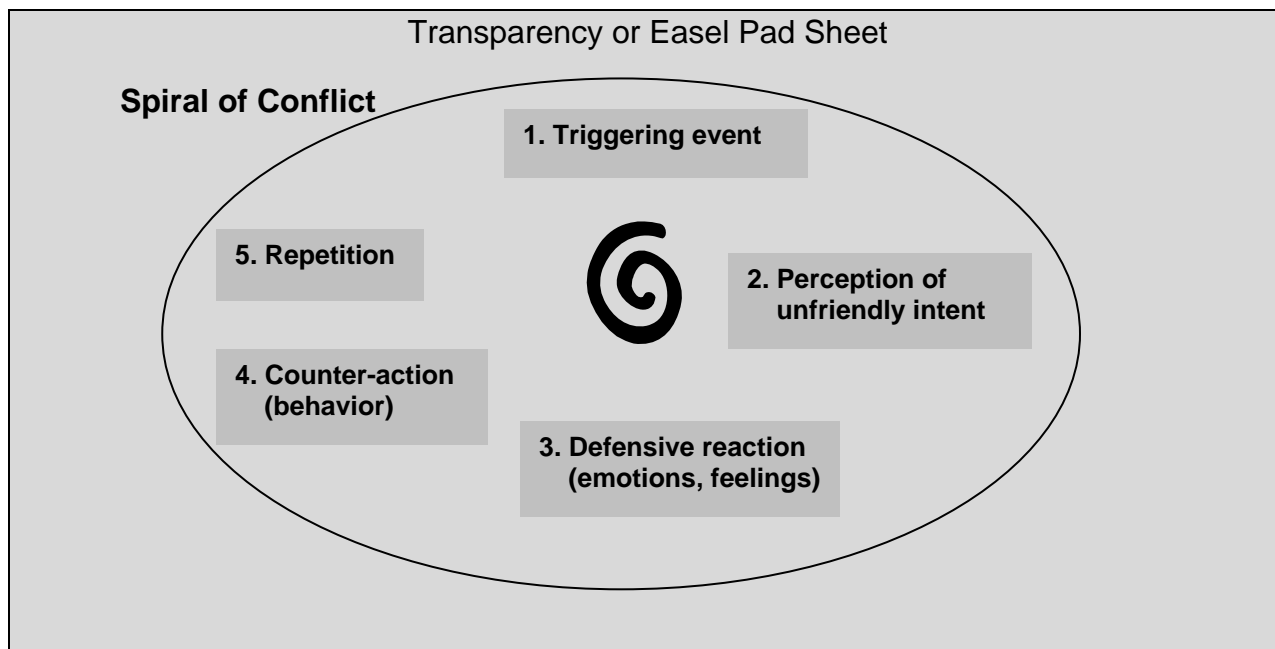 Transparency or Easel Pad Sheet
Spiral of Conflict
1. Triggering event
2. Perception of
unfriendly intent
3. Defensive reaction
(emotions, feelings)
4. Counter-action
(behavior)
5. Repetition